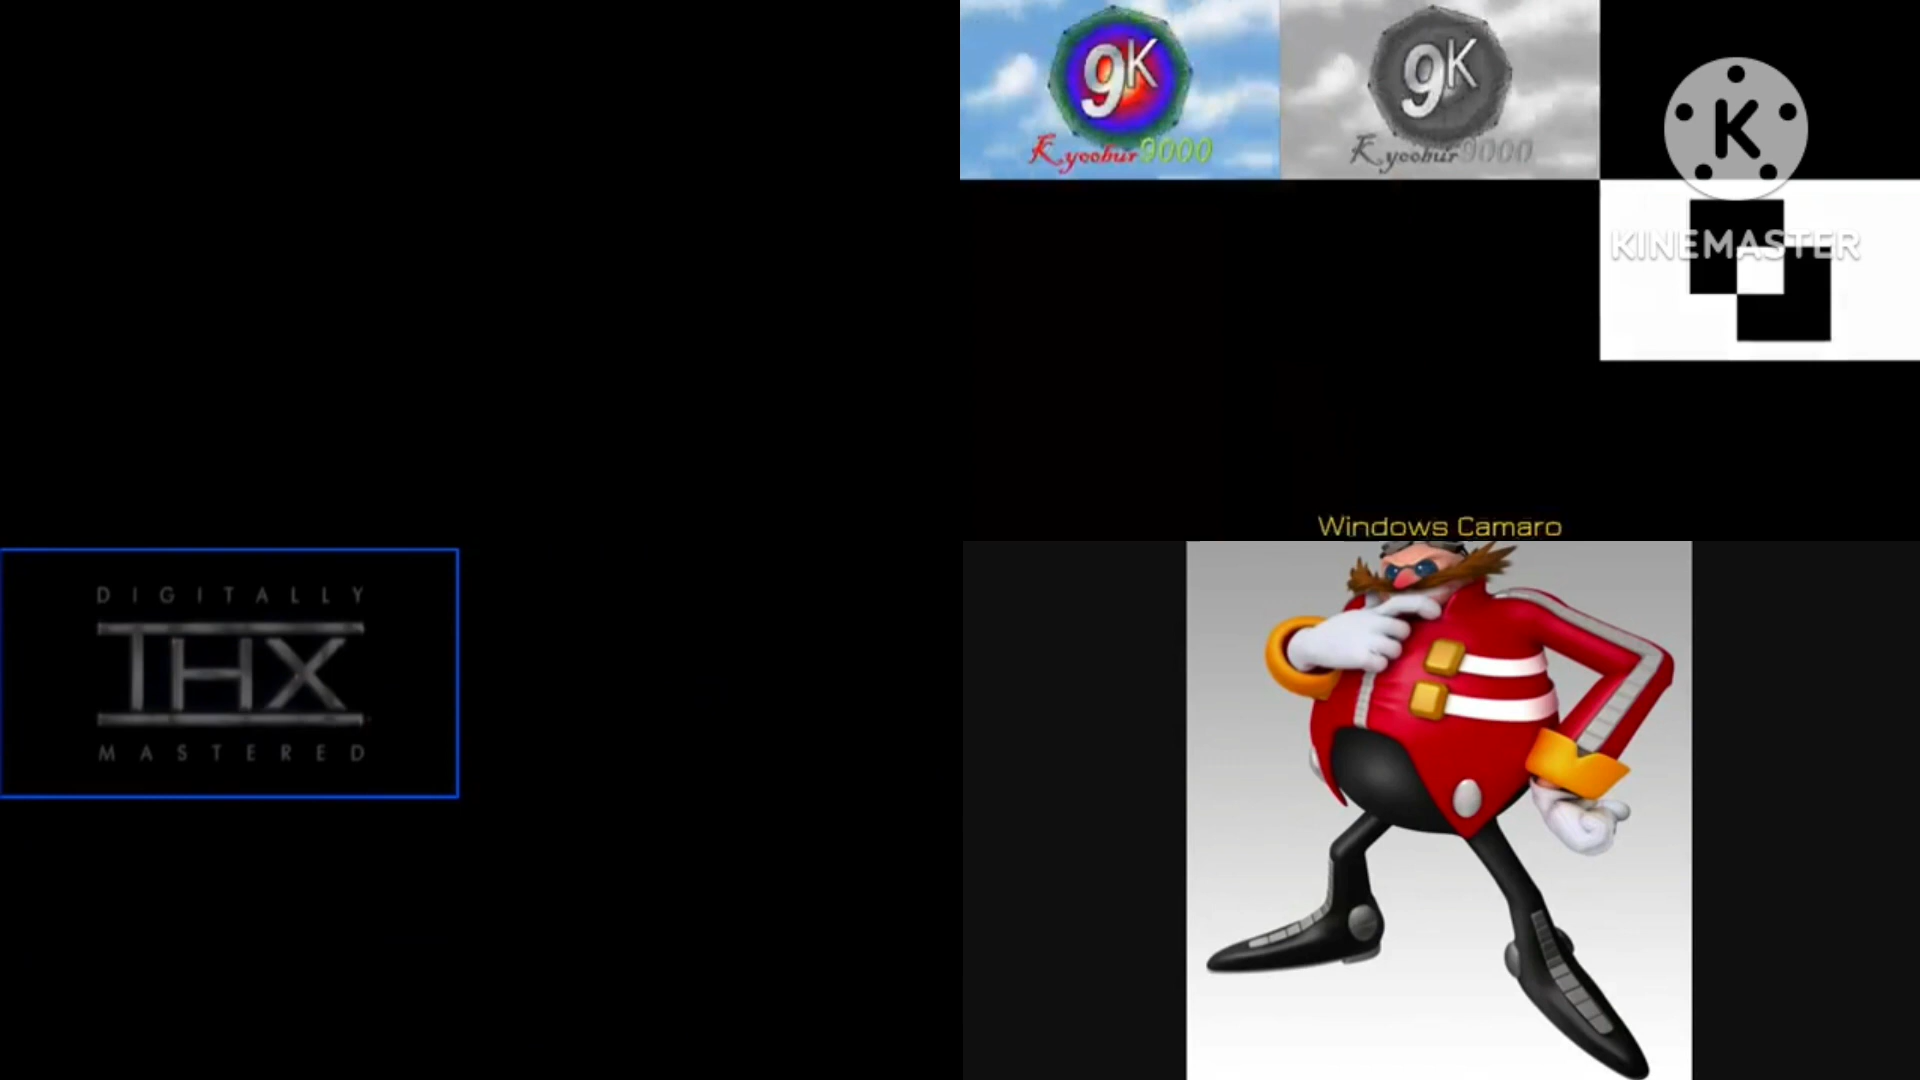 9K
Kyoobur9000
9K
Kyoobur9000
K
KINEMASTER
Windows Camaro
DIGITALLY
THX
MASTERED